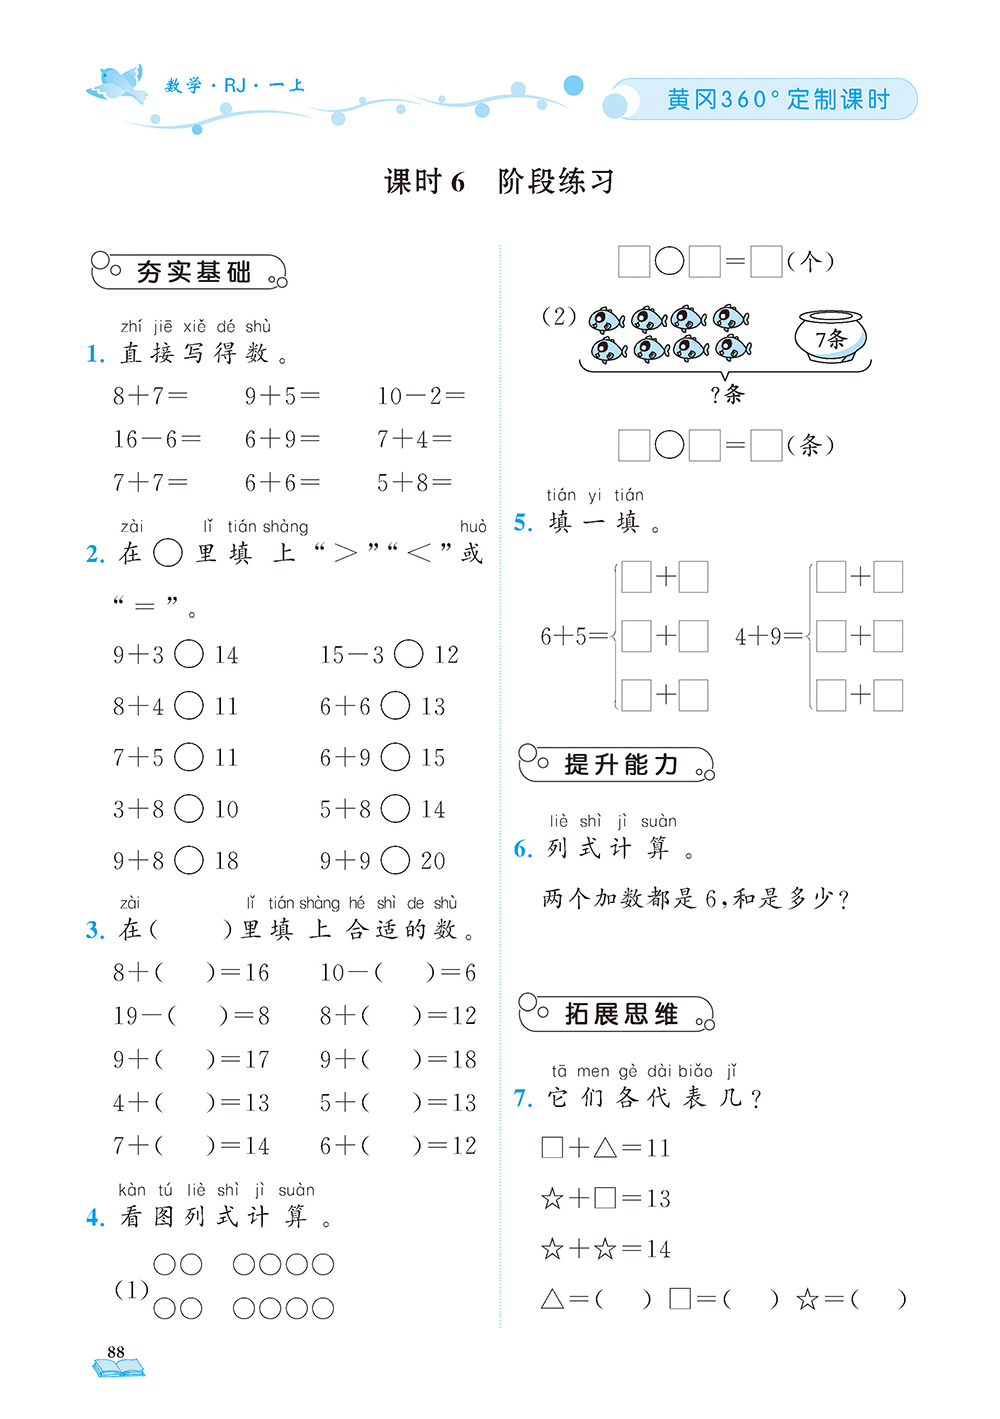 数学·RJ·一上
黄冈360°定制课时
课时6 阶段练习
夯实基础
zhí jiē xiě dé shù
1. 直接写得数。
8+7= 9+5= 10-2=
16-6= 6+9= 7+4=
7+7= 6+6= 5+8=
zài lǐ tián shàng huò
2. 在○里填上“>”“<”或
“=”。
9+3○14 15-3○12
8+4○11 6+6○13
7+5○11 6+9○15
3+8○10 5+8○14
9+8○18 9+9○20
zài lǐ tián shàng hé shì de shù
3. 在( )里填上合适的数。
8+( )=16 10-( )=6
19-( )=8 8+( )=12
9+( )=17 9+( )=18
4+( )=13 5+( )=13
7+( )=14 6+( )=12
kàn tú liè shì jì suàn
4. 看图列式计算。
(1)
□○□=□(个)
(2)
7条
?条
□○□=□(条)
tián yi tián
5. 填一填。
□+□ □+□
6+5= □+□ 4+9= □+□
□+□ □+□
提升能力
liè shì jì suàn
6. 列式计算。
两个加数都是6,和是多少?
拓展思维
tā men gè dài biǎo jǐ
7. 它们各代表几?
□+△=11
☆+□=13
☆+☆=14
△=( ) □=( ) ☆=( )
88